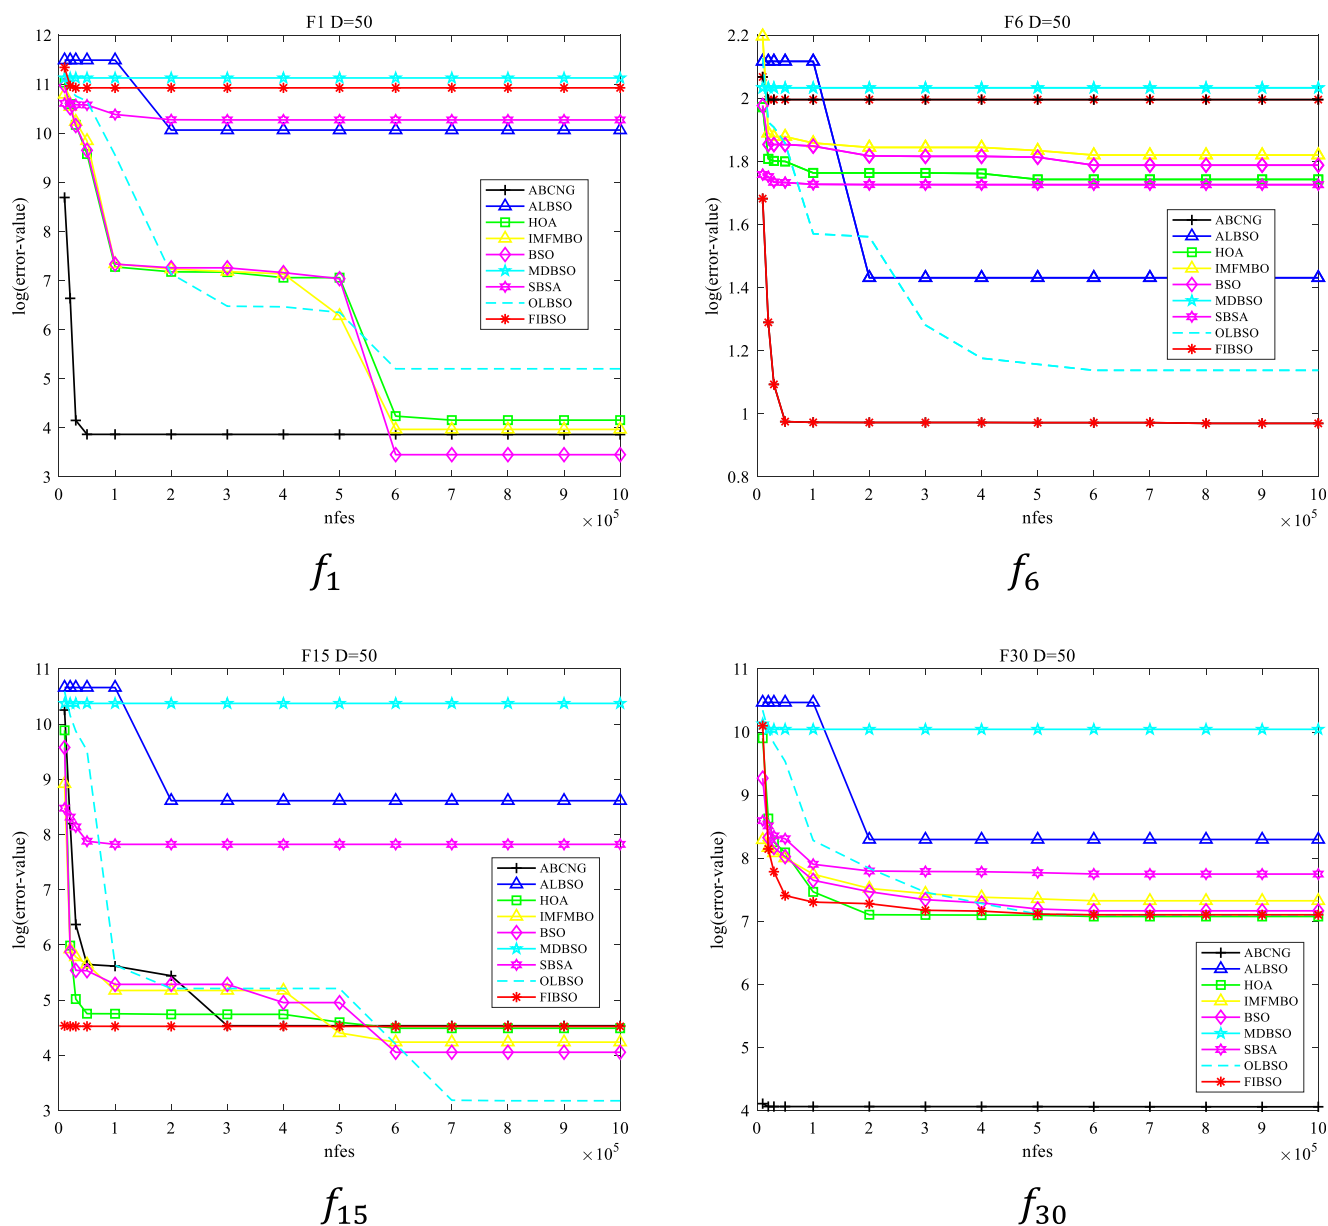 F1 D=50
12
11
10
9
8
7
6
5
4
3
log(error-value)
ABCNG
ALBSO
HOA
IMFMBO
BSO
MDBSO
SBSA
OLBSO
FIBSO
0 1 2 3 4 5 6 7 8 9 10
nfes
×10^5
f_1
F6 D=50
2.2
2
1.8
1.6
1.4
1.2
1
0.8
log(error-value)
ABCNG
ALBSO
HOA
IMFMBO
BSO
MDBSO
SBSA
OLBSO
FIBSO
0 1 2 3 4 5 6 7 8 9 10
nfes
×10^5
f_6
F15 D=50
11
10
9
8
7
6
5
4
3
log(error-value)
ABCNG
ALBSO
HOA
IMFMBO
BSO
MDBSO
SBSA
OLBSO
FIBSO
0 1 2 3 4 5 6 7 8 9 10
nfes
×10^5
f_15
F30 D=50
11
10
9
8
7
6
5
4
log(error-value)
ABCNG
ALBSO
HOA
IMFMBO
BSO
MDBSO
SBSA
OLBSO
FIBSO
0 1 2 3 4 5 6 7 8 9 10
nfes
×10^5
f_30